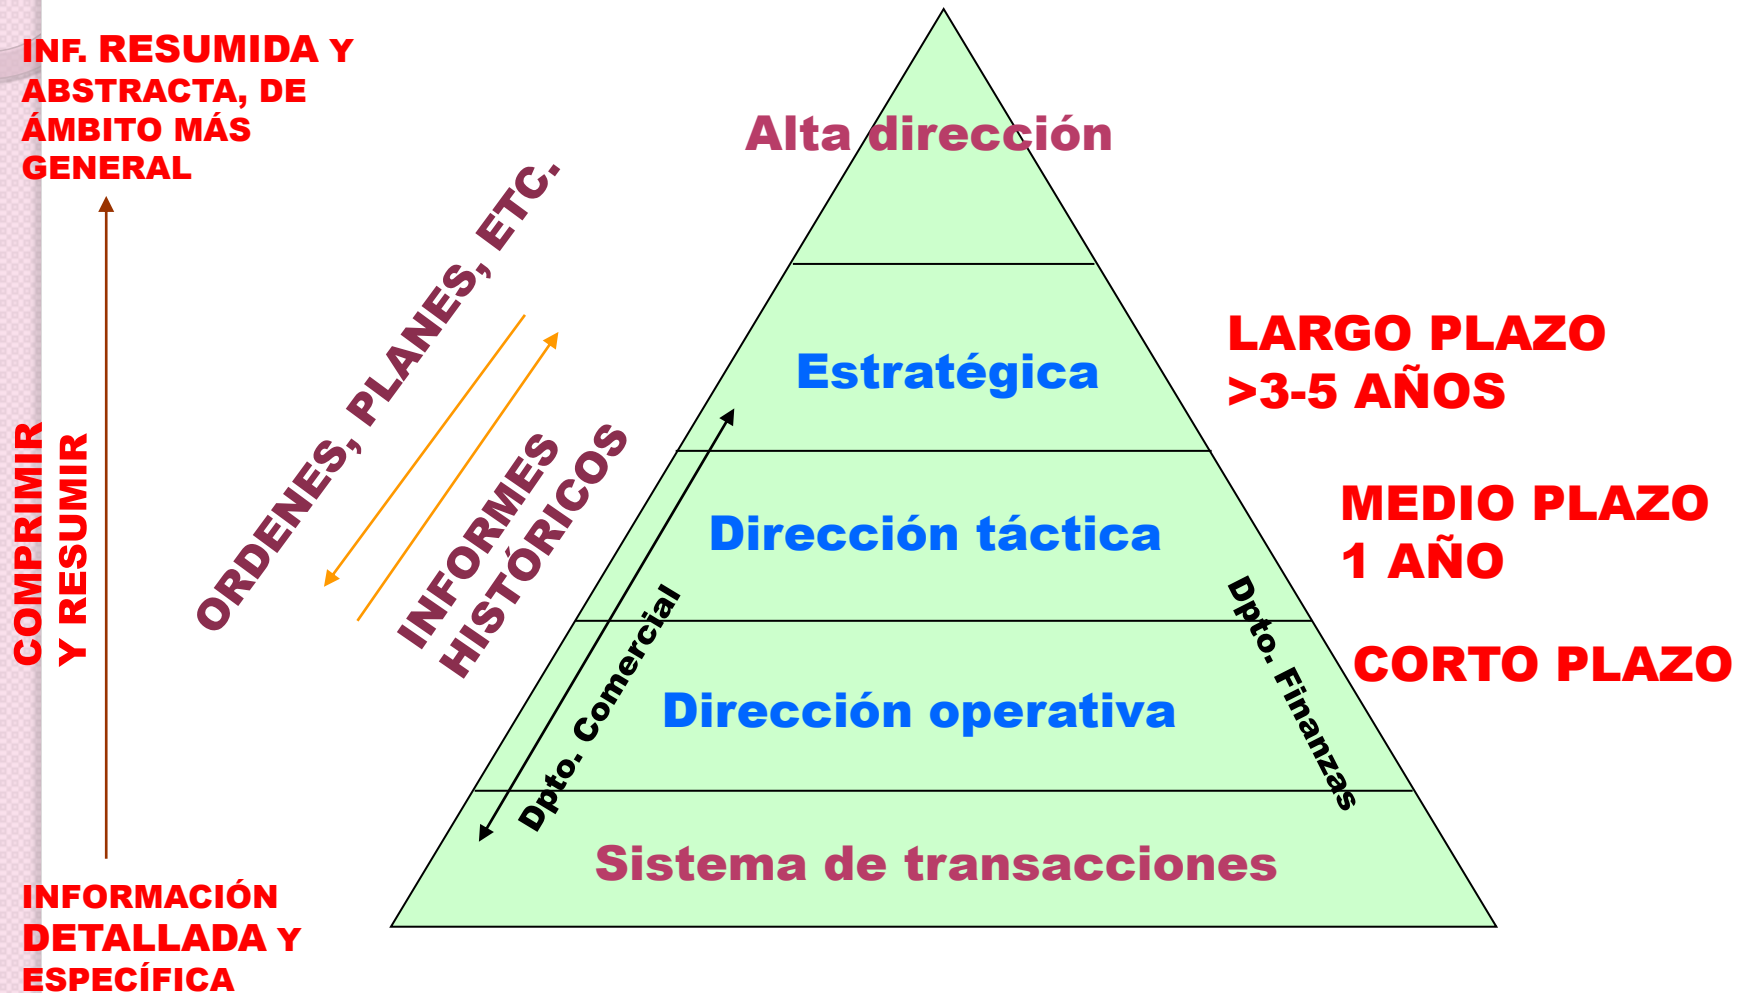 INF. RESUMIDA Y
ABSTRACTA, DE
ÁMBITO MÁS
GENERAL
COMPRIMIR
Y RESUMIR
INFORMACIÓN
DETALLADA Y
ESPECÍFICA
ORDENES, PLANES, ETC.
INFORMES
HISTÓRICOS
Alta dirección
Estratégica
Dirección táctica
Dirección operativa
Sistema de transacciones
Dpto. Comercial
Dpto. Finanzas
LARGO PLAZO
>3-5 AÑOS
MEDIO PLAZO
1 AÑO
CORTO PLAZO